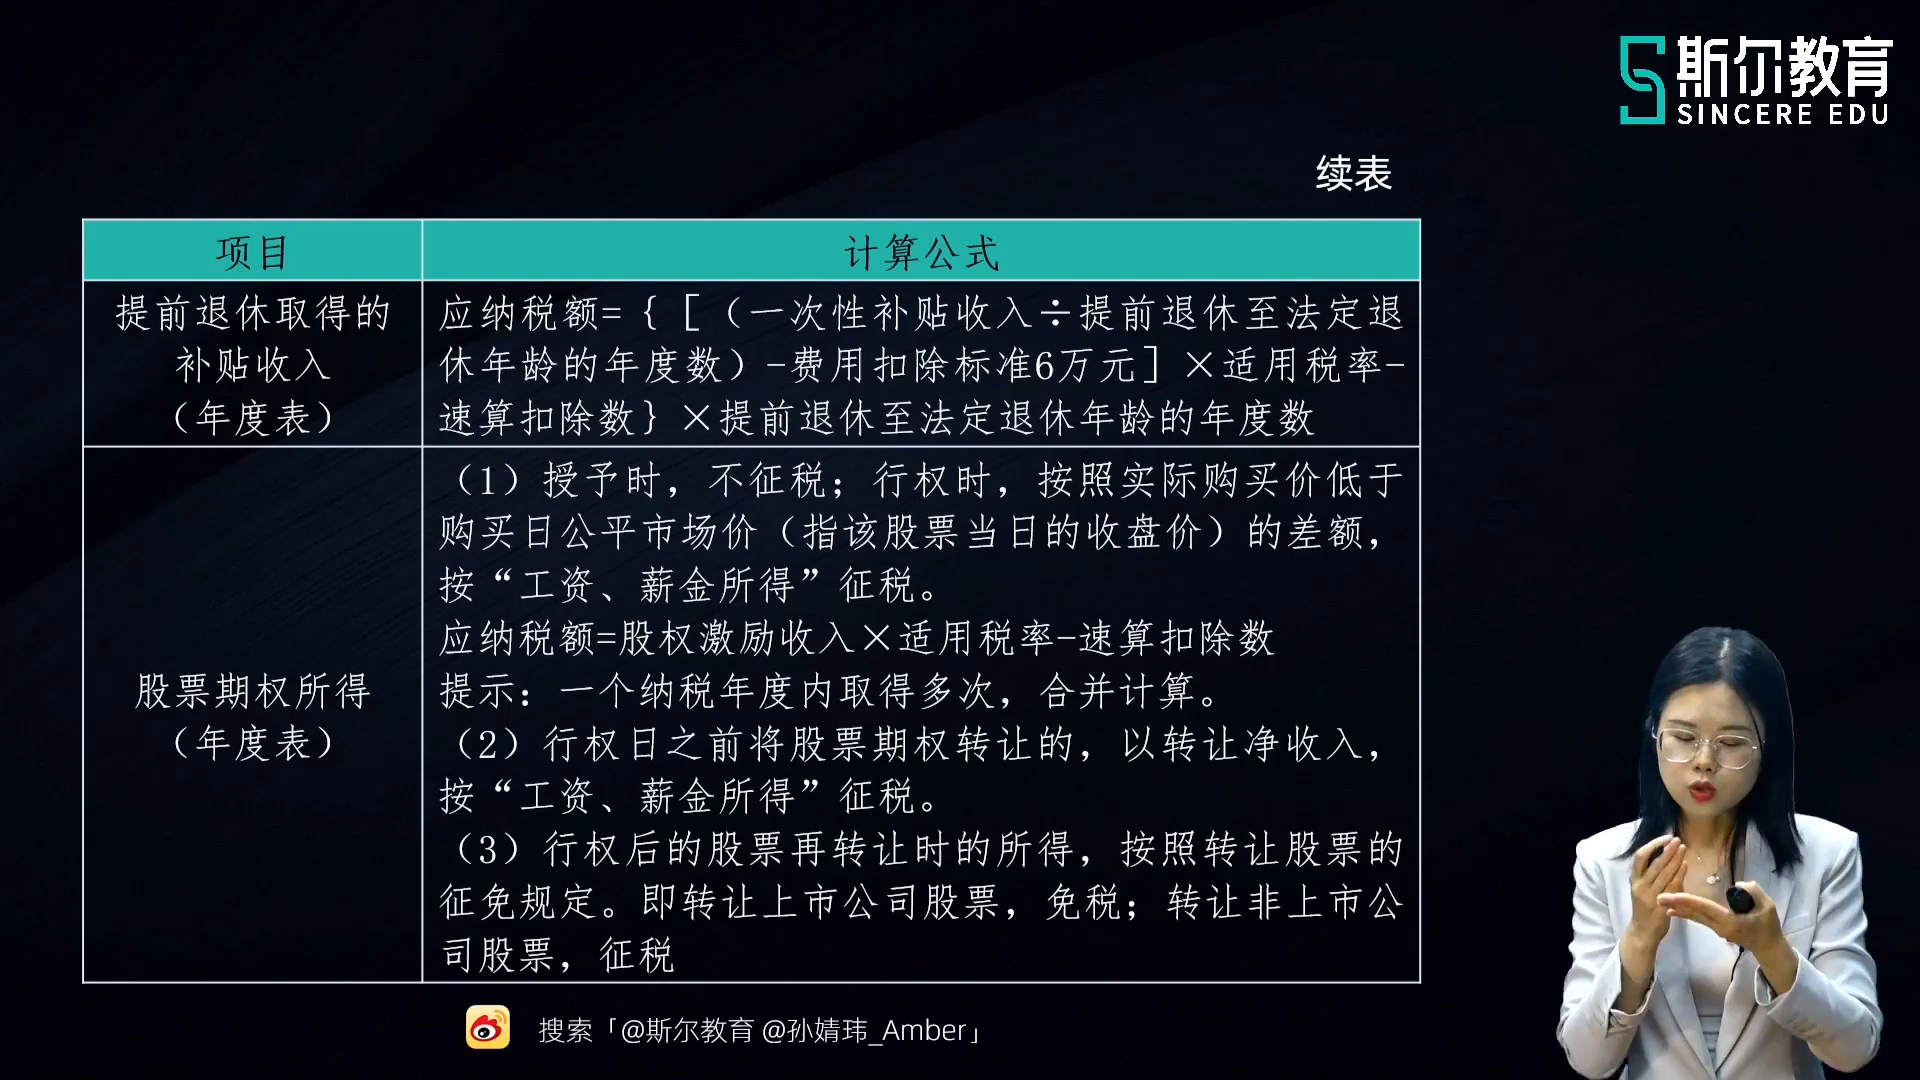 斯尔教育
SINCERE EDU
续表
项目
计算公式
提前退休取得的
补贴收入
（年度表）
应纳税额=｛［（一次性补贴收入÷提前退休至法定退
休年龄的年度数）-费用扣除标准6万元］×适用税率-
速算扣除数｝×提前退休至法定退休年龄的年度数
股票期权所得
（年度表）
（1）授予时，不征税；行权时，按照实际购买价低于
购买日公平市场价（指该股票当日的收盘价）的差额，
按“工资、薪金所得”征税。
应纳税额=股权激励收入×适用税率-速算扣除数
提示：一个纳税年度内取得多次，合并计算。
（2）行权日之前将股票期权转让的，以转让净收入，
按“工资、薪金所得”征税。
（3）行权后的股票再转让时的所得，按照转让股票的
征免规定。即转让上市公司股票，免税；转让非上市公
司股票，征税
搜索「@斯尔教育 @孙婧玮_Amber」